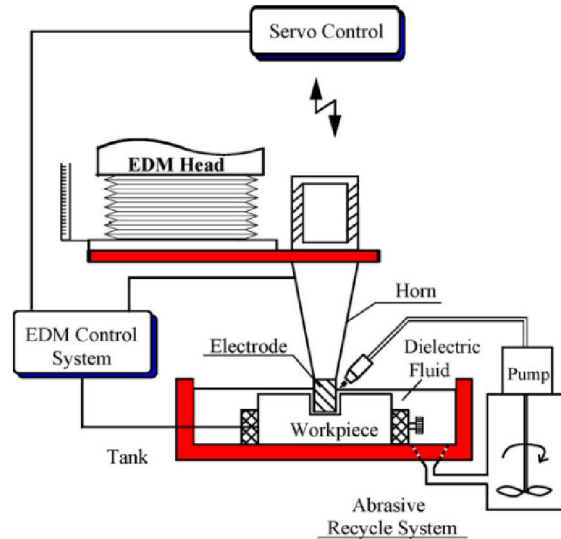 Servo Control
EDM Head
Horn
EDM Control
System
Electrode
Dielectric
Fluid
Pump
Workpiece
Tank
Abrasive
Recycle System